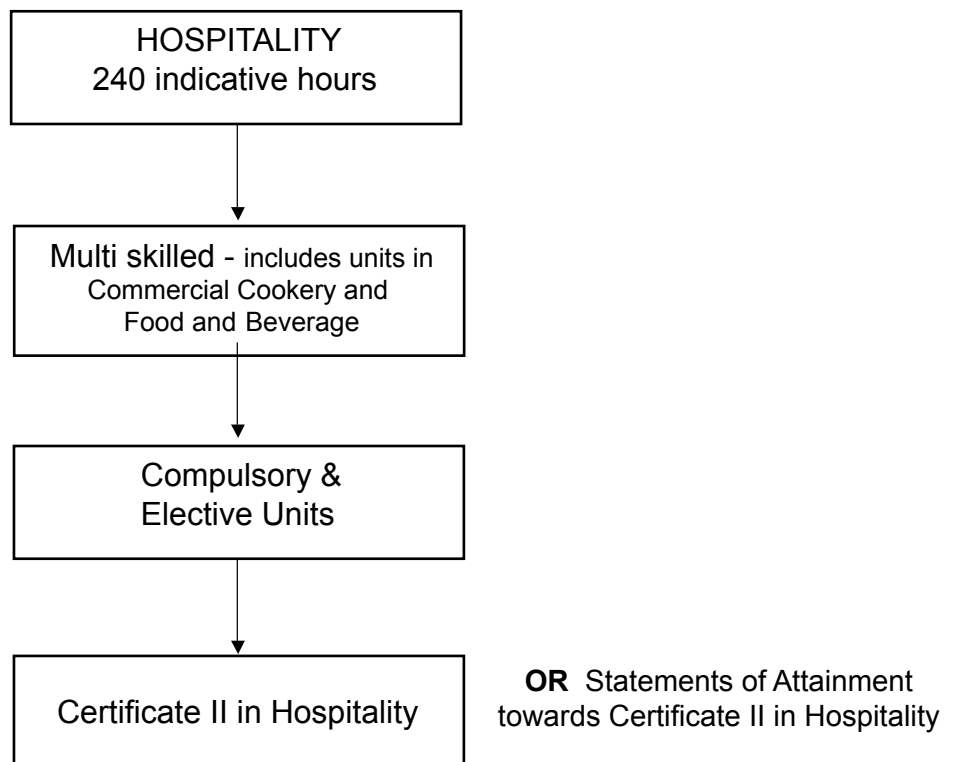 HOSPITALITY
240 indicative hours
Multi skilled - includes units in
Commercial Cookery and
Food and Beverage
Compulsory &
Elective Units
Certificate II in Hospitality
OR Statements of Attainment
towards Certificate II in Hospitality